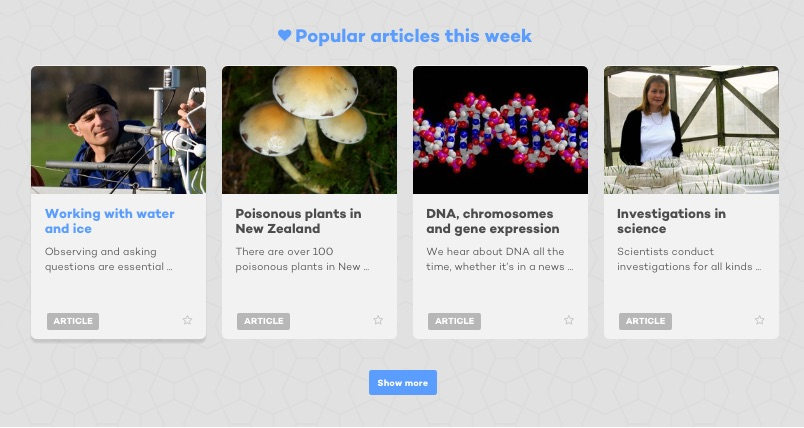 Popular articles this week
Working with water
and ice
Observing and asking
questions are essential ...
ARTICLE
Poisonous plants in
New Zealand
There are over 100
poisonous plants in New ...
ARTICLE
DNA, chromosomes
and gene expression
We hear about DNA all the
time, whether it's in a news ...
ARTICLE
Investigations in
science
Scientists conduct
investigations for all kinds ...
ARTICLE
Show more